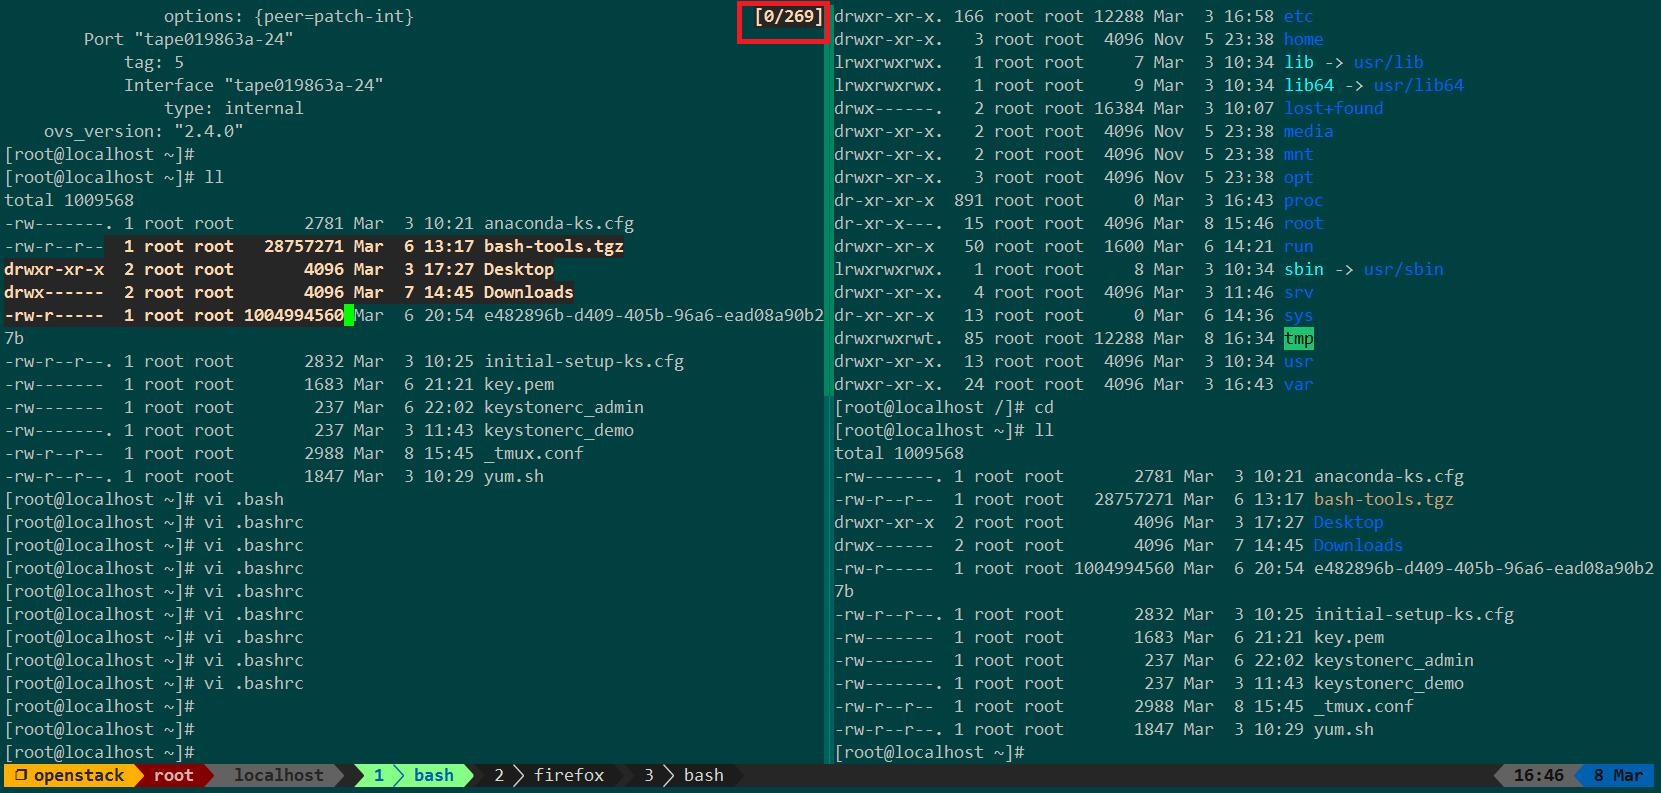 options: {peer=patch-int}                                  [0/269]
        Port "tape019863a-24"
            tag: 5
            Interface "tape019863a-24"
                type: internal
    ovs_version: "2.4.0"
[root@localhost ~]#
[root@localhost ~]# ll
total 1009568
-rw-------. 1 root root       2781 Mar  3 10:21 anaconda-ks.cfg
-rw-r--r--  1 root root   28757271 Mar  6 13:17 bash-tools.tgz
drwxr-xr-x  2 root root       4096 Mar  3 17:27 Desktop
drwx------  2 root root       4096 Mar  7 14:45 Downloads
-rw-r-----  1 root root 1004994560 Mar  6 20:54 e482896b-d409-405b-96a6-ead08a90b2
7b
-rw-r--r--. 1 root root       2832 Mar  3 10:25 initial-setup-ks.cfg
-rw-------  1 root root       1683 Mar  6 21:21 key.pem
-rw-------  1 root root        237 Mar  6 22:02 keystonerc_admin
-rw-------. 1 root root        237 Mar  3 11:43 keystonerc_demo
-rw-r--r--  1 root root       2988 Mar  8 15:45 _tmux.conf
-rw-r--r--. 1 root root       1847 Mar  3 10:29 yum.sh
[root@localhost ~]# vi .bash
[root@localhost ~]# vi .bashrc
[root@localhost ~]# vi .bashrc
[root@localhost ~]# vi .bashrc
[root@localhost ~]# vi .bashrc
[root@localhost ~]# vi .bashrc
[root@localhost ~]# vi .bashrc
[root@localhost ~]# vi .bashrc
[root@localhost ~]# vi .bashrc
[root@localhost ~]#
[root@localhost ~]#
[root@localhost ~]#
drwxr-xr-x. 166 root root 12288 Mar  3 16:58 etc
drwxr-xr-x.   3 root root  4096 Nov  5 23:38 home
lrwxrwxrwx.   1 root root     7 Mar  3 10:34 lib -> usr/lib
lrwxrwxrwx.   1 root root     9 Mar  3 10:34 lib64 -> usr/lib64
drwx------.   2 root root 16384 Mar  3 10:07 lost+found
drwxr-xr-x.   2 root root  4096 Nov  5 23:38 media
drwxr-xr-x.   2 root root  4096 Nov  5 23:38 mnt
drwxr-xr-x.   3 root root  4096 Nov  5 23:38 opt
dr-xr-xr-x  891 root root     0 Mar  3 16:43 proc
dr-xr-x---.  15 root root  4096 Mar  8 15:46 root
drwxr-xr-x   50 root root  1600 Mar  6 14:21 run
lrwxrwxrwx.   1 root root     8 Mar  3 10:34 sbin -> usr/sbin
drwxr-xr-x.   4 root root  4096 Mar  3 11:46 srv
dr-xr-xr-x   13 root root     0 Mar  6 14:36 sys
drwxrwxrwt.  85 root root 12288 Mar  8 16:34 tmp
drwxr-xr-x.  13 root root  4096 Mar  3 10:34 usr
drwxr-xr-x.  24 root root  4096 Mar  3 16:43 var
[root@localhost /]# cd
[root@localhost ~]# ll
total 1009568
-rw-------. 1 root root       2781 Mar  3 10:21 anaconda-ks.cfg
-rw-r--r--  1 root root   28757271 Mar  6 13:17 bash-tools.tgz
drwxr-xr-x  2 root root       4096 Mar  3 17:27 Desktop
drwx------  2 root root       4096 Mar  7 14:45 Downloads
-rw-r-----  1 root root 1004994560 Mar  6 20:54 e482896b-d409-405b-96a6-ead08a90b2
7b
-rw-r--r--. 1 root root       2832 Mar  3 10:25 initial-setup-ks.cfg
-rw-------  1 root root       1683 Mar  6 21:21 key.pem
-rw-------  1 root root        237 Mar  6 22:02 keystonerc_admin
-rw-------. 1 root root        237 Mar  3 11:43 keystonerc_demo
-rw-r--r--  1 root root       2988 Mar  8 15:45 _tmux.conf
-rw-r--r--. 1 root root       1847 Mar  3 10:29 yum.sh
[root@localhost ~]#
❐ openstack  root  localhost  1  bash  2  firefox  3  bash  16:46  8 Mar